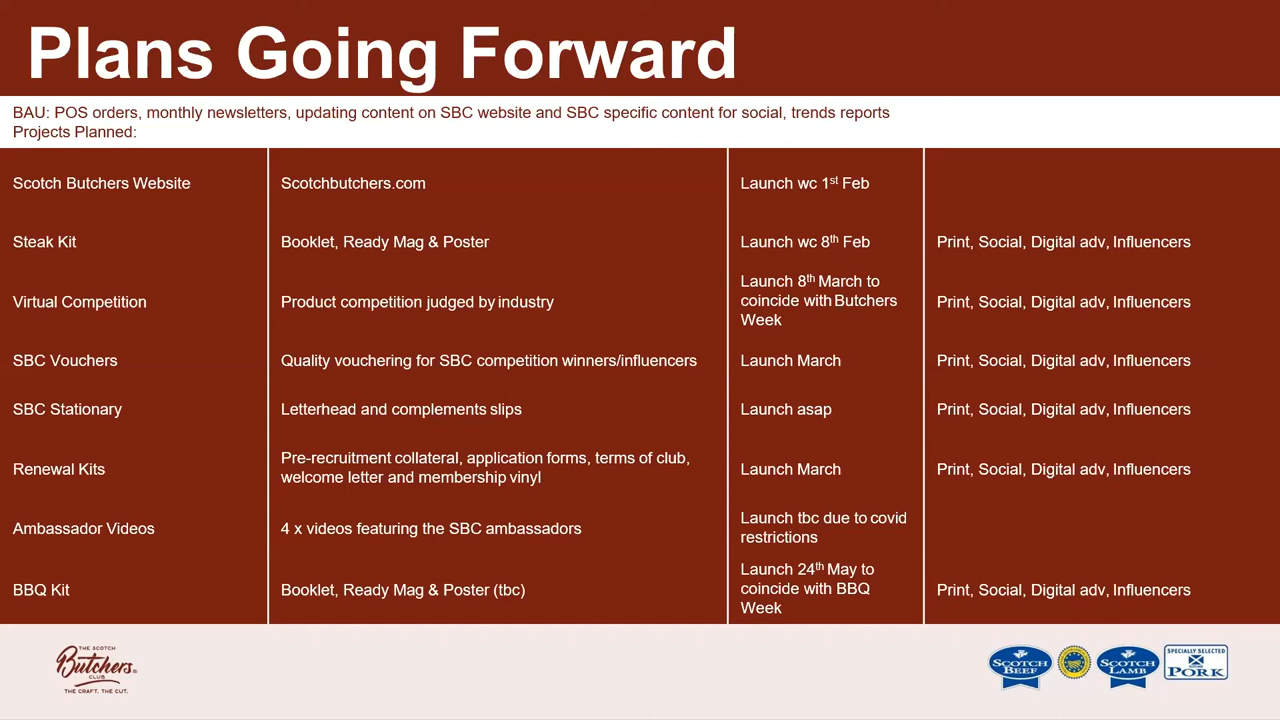 Plans Going Forward
BAU: POS orders, monthly newsletters, updating content on SBC website and SBC specific content for social, trends reports
Projects Planned:
Scotch Butchers Website
Scotchbutchers.com
Launch wc 1st Feb
Steak Kit
Booklet, Ready Mag & Poster
Launch wc 8th Feb
Print, Social, Digital adv, Influencers
Virtual Competition
Product competition judged by industry
Launch 8th March to
coincide with Butchers
Week
Print, Social, Digital adv, Influencers
SBC Vouchers
Quality vouchering for SBC competition winners/influencers
Launch March
Print, Social, Digital adv, Influencers
SBC Stationary
Letterhead and complements slips
Launch asap
Print, Social, Digital adv, Influencers
Renewal Kits
Pre-recruitment collateral, application forms, terms of club,
welcome letter and membership vinyl
Launch March
Print, Social, Digital adv, Influencers
Ambassador Videos
4 x videos featuring the SBC ambassadors
Launch tbc due to covid
restrictions
BBQ Kit
Booklet, Ready Mag & Poster (tbc)
Launch 24th May to
coincide with BBQ
Week
Print, Social, Digital adv, Influencers
THE SCOTCH
Butchers
CLUB
THE CRAFT. THE CUT.
SCOTCH
BEEF
SCOTCH
LAMB
SPECIALLY SELECTED
PORK